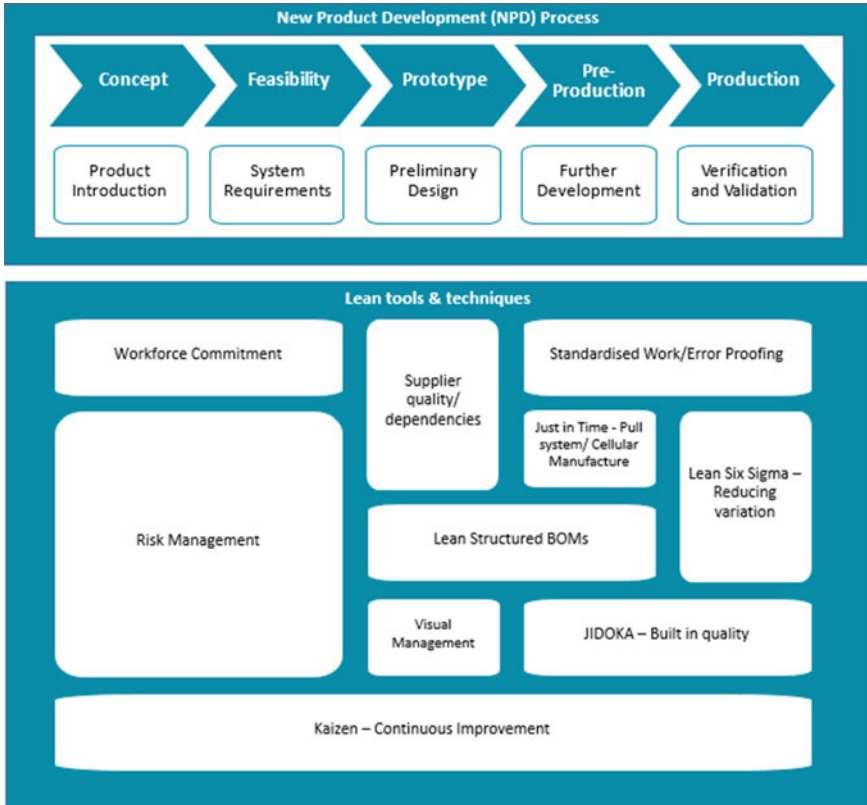 New Product Development (NPD) Process
Concept
Feasibility
Prototype
Pre-
Production
Production
Product
Introduction
System
Requirements
Preliminary
Design
Further
Development
Verification
and Validation
Lean tools & techniques
Workforce Commitment
Supplier
quality/
dependencies
Standardised Work/Error Proofing
Just in Time - Pull
system/ Cellular
Manufacture
Lean Six Sigma –
Reducing
variation
Risk Management
Lean Structured BOMs
Visual
Management
JIDOKA – Built in quality
Kaizen – Continuous Improvement